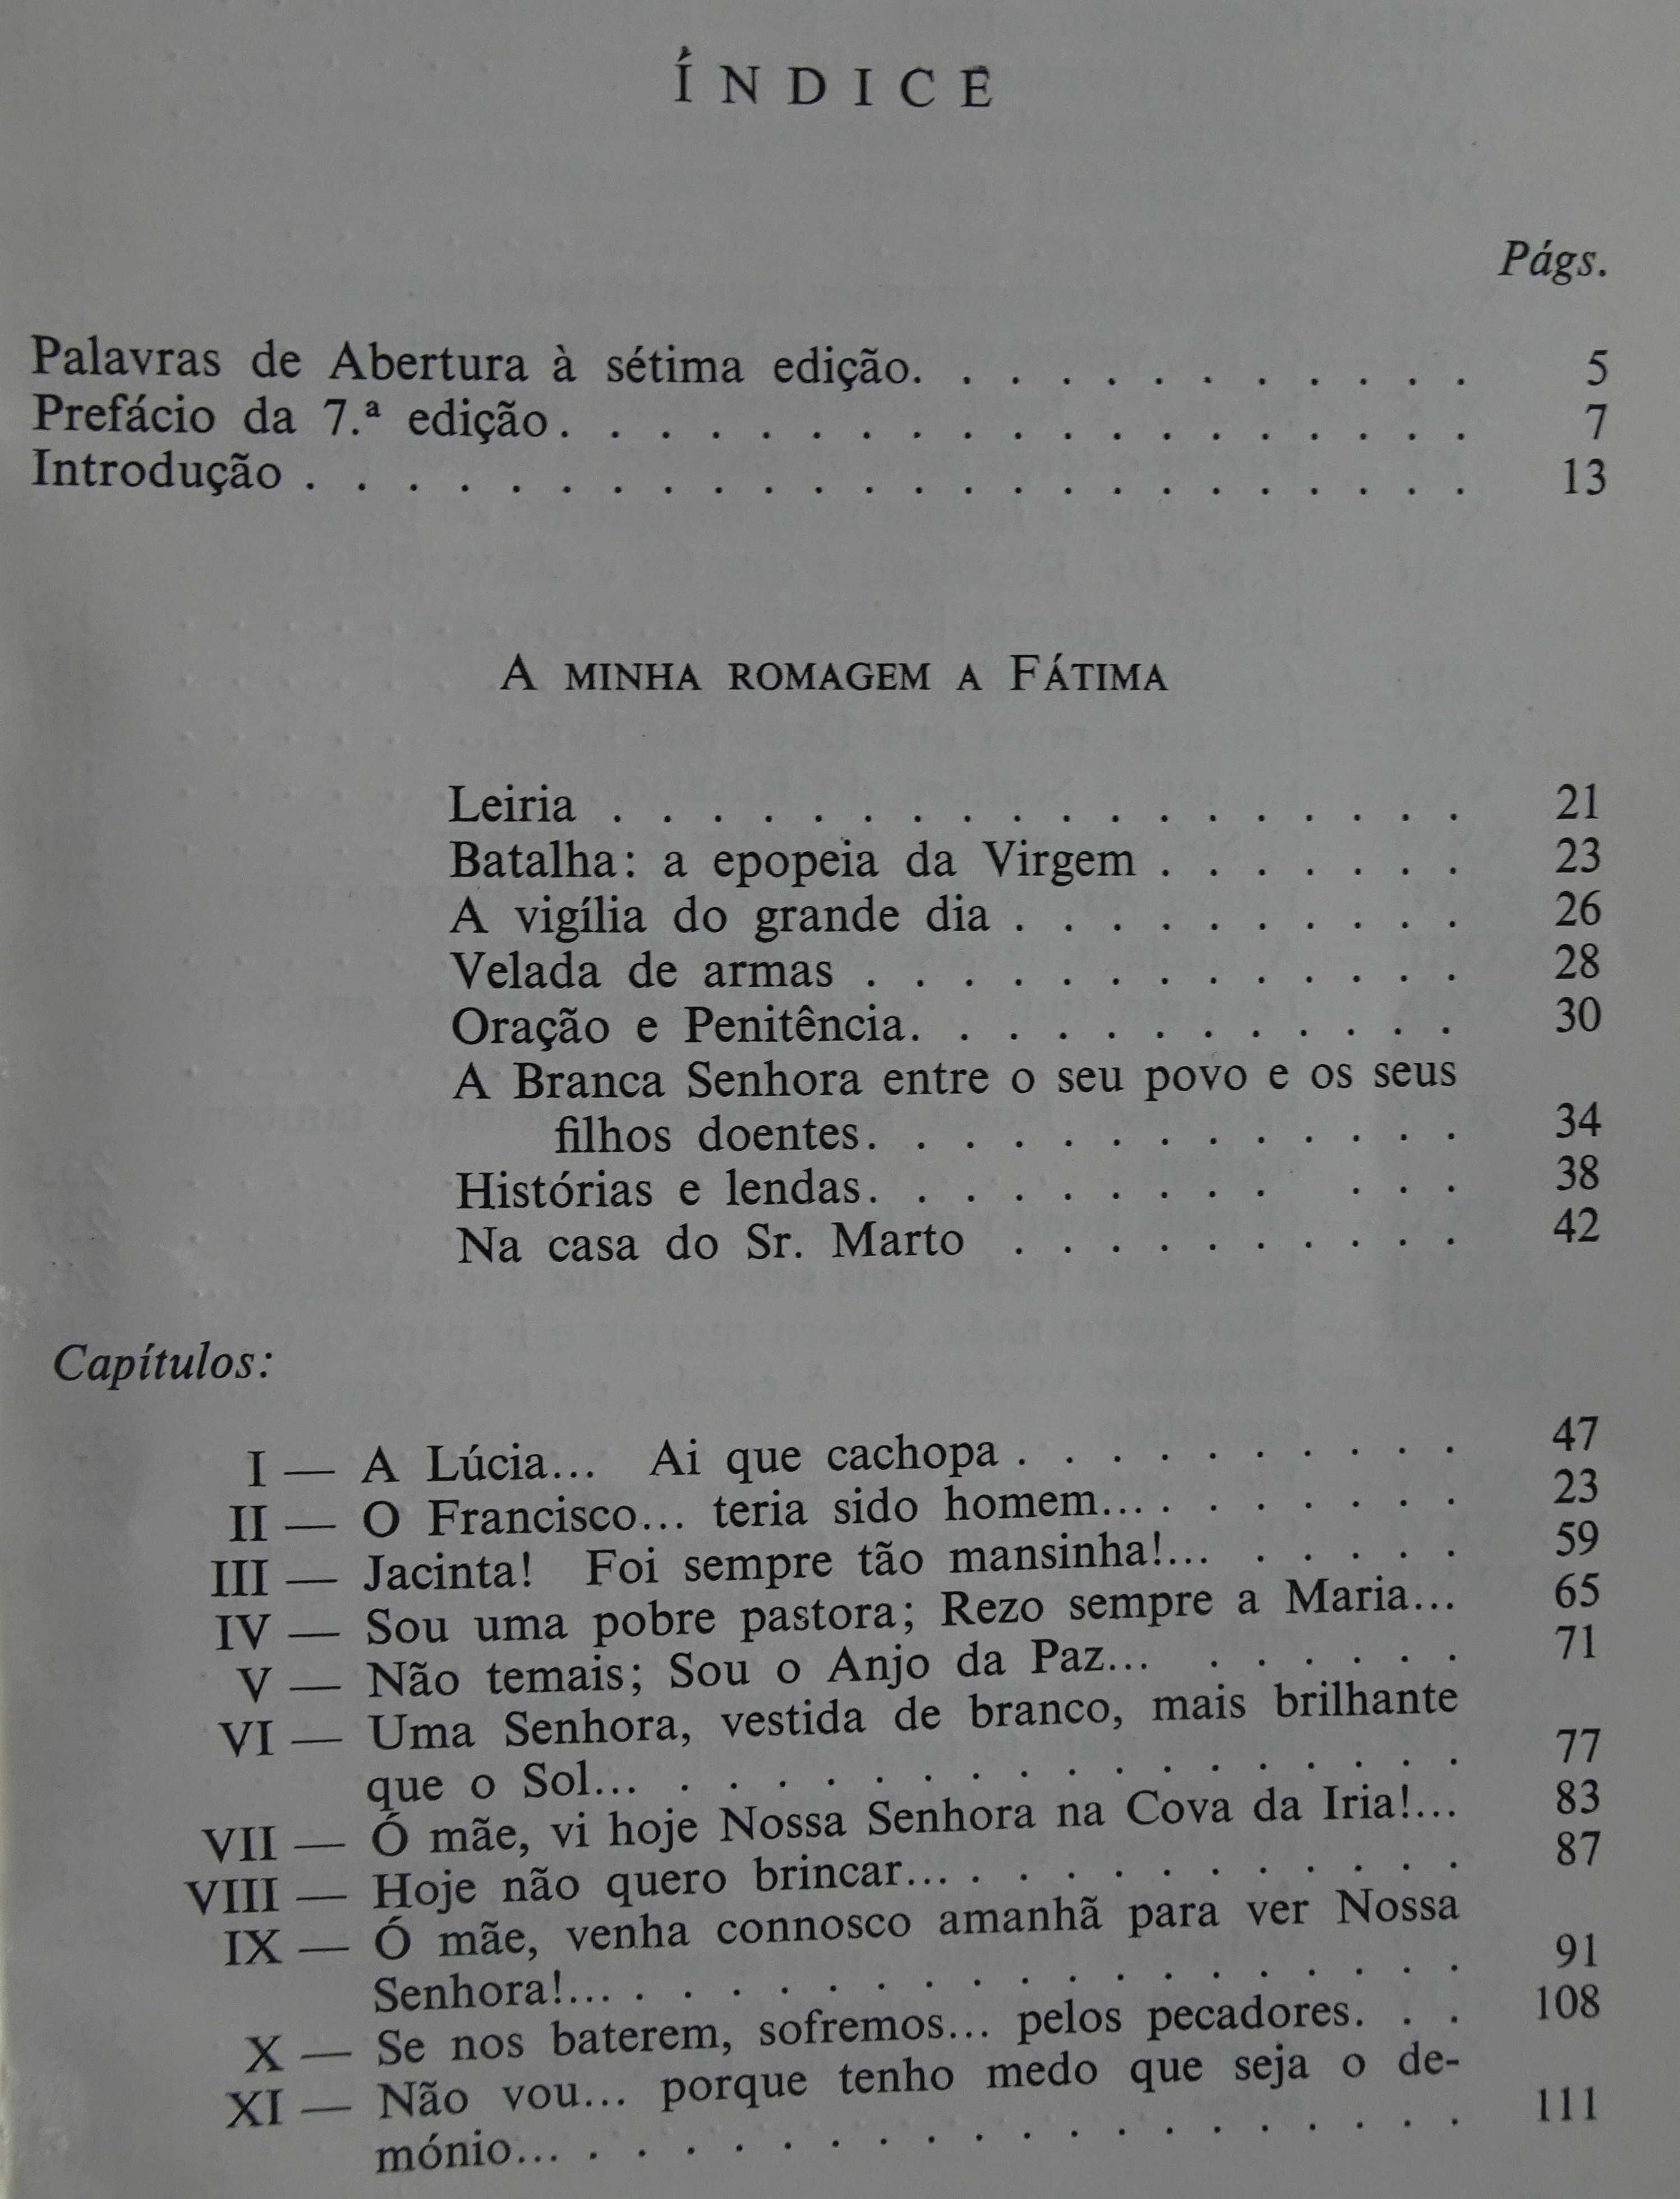 ÍNDICE
Págs.
Palavras de Abertura à sétima edição. . . . . . . . . . . . 5
Prefácio da 7.ª edição. . . . . . . . . . . . . . . . . . . 7
Introdução . . . . . . . . . . . . . . . . . . . . . . . . 13
A MINHA ROMAGEM A FÁTIMA
Leiria . . . . . . . . . . . . . . . . . . 21
Batalha: a epopeia da Virgem . . . . . . . 23
A vigília do grande dia . . . . . . . . . . 26
Velada de armas . . . . . . . . . . . . . 28
Oração e Penitência. . . . . . . . . . . . 30
A Branca Senhora entre o seu povo e os seus
filhos doentes. . . . . . . . . . . . . 34
Histórias e lendas. . . . . . . . . . . . 38
Na casa do Sr. Marto . . . . . . . . . . 42
Capítulos:
I — A Lúcia... Ai que cachopa . . . . . . . . . . 47
II — O Francisco... teria sido homem... . . . . . . . 23
III — Jacinta! Foi sempre tão mansinha!... . . . . . 59
IV — Sou uma pobre pastora; Rezo sempre a Maria... 65
V — Não temais; Sou o Anjo da Paz... . . . . . . 71
VI — Uma Senhora, vestida de branco, mais brilhante
que o Sol... . . . . . . . . . . . . . . . . . 77
VII — Ó mãe, vi hoje Nossa Senhora na Cova da Iria!... 83
VIII — Hoje não quero brincar... . . . . . . . . . . . 87
IX — Ó mãe, venha connosco amanhã para ver Nossa
Senhora!... . . . . . . . . . . . . . . . . . . 91
X — Se nos baterem, sofremos... pelos pecadores. . . 108
XI — Não vou... porque tenho medo que seja o de-
mónio... . . . . . . . . . . . . . . . . . . 111